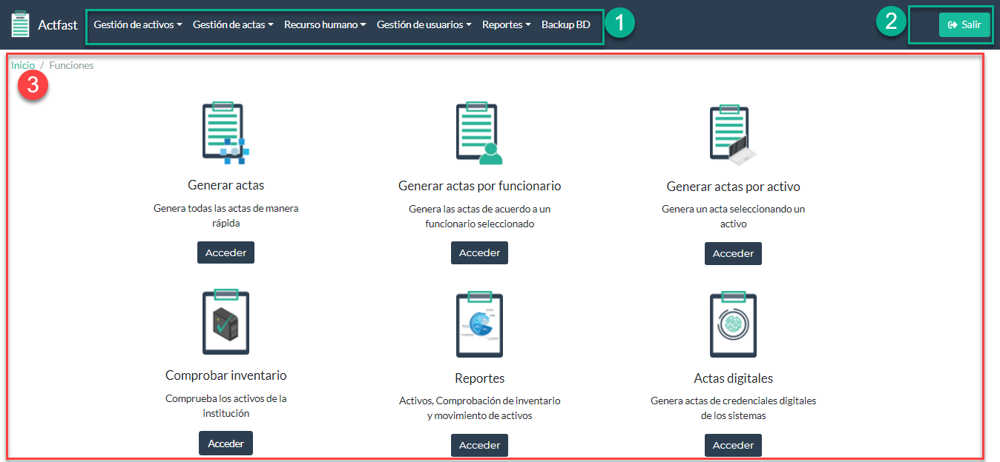 Actfast
Gestión de activos
Gestión de actas
Recurso humano
Gestión de usuarios
Reportes
Backup BD
1
2
Salir
Inicio / Funciones
3
Generar actas
Genera todas las actas de manera
rápida
Acceder
Generar actas por funcionario
Genera las actas de acuerdo a un
funcionario seleccionado
Acceder
Generar actas por activo
Genera un acta seleccionando un
activo
Acceder
Comprobar inventario
Comprueba los activos de la
institución
Acceder
Reportes
Activos, Comprobación de inventario
y movimiento de activos
Acceder
Actas digitales
Genera actas de credenciales digitales
de los sistemas
Acceder